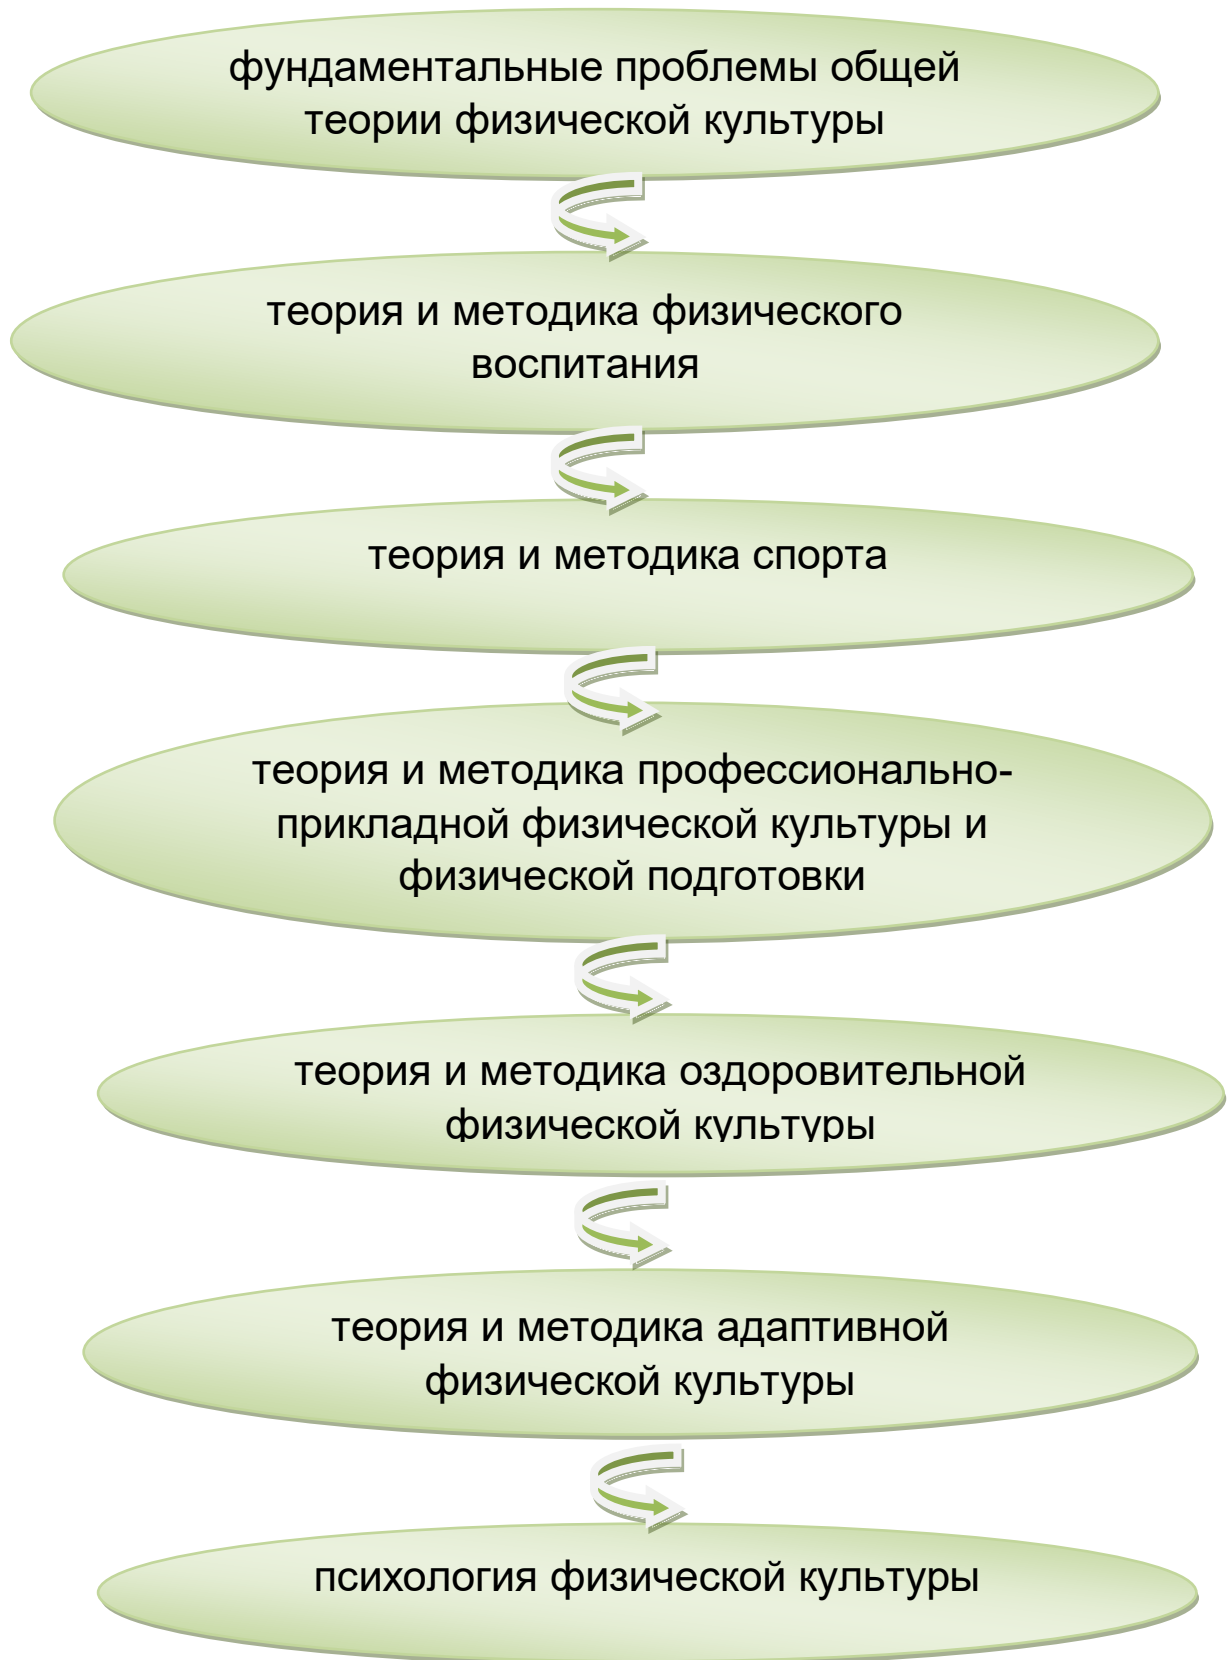 фундаментальные проблемы общей
теории физической культуры
теория и методика физического
воспитания
теория и методика спорта
теория и методика профессионально-
прикладной физической культуры и
физической подготовки
теория и методика оздоровительной
физической культуры
теория и методика адаптивной
физической культуры
психология физической культуры